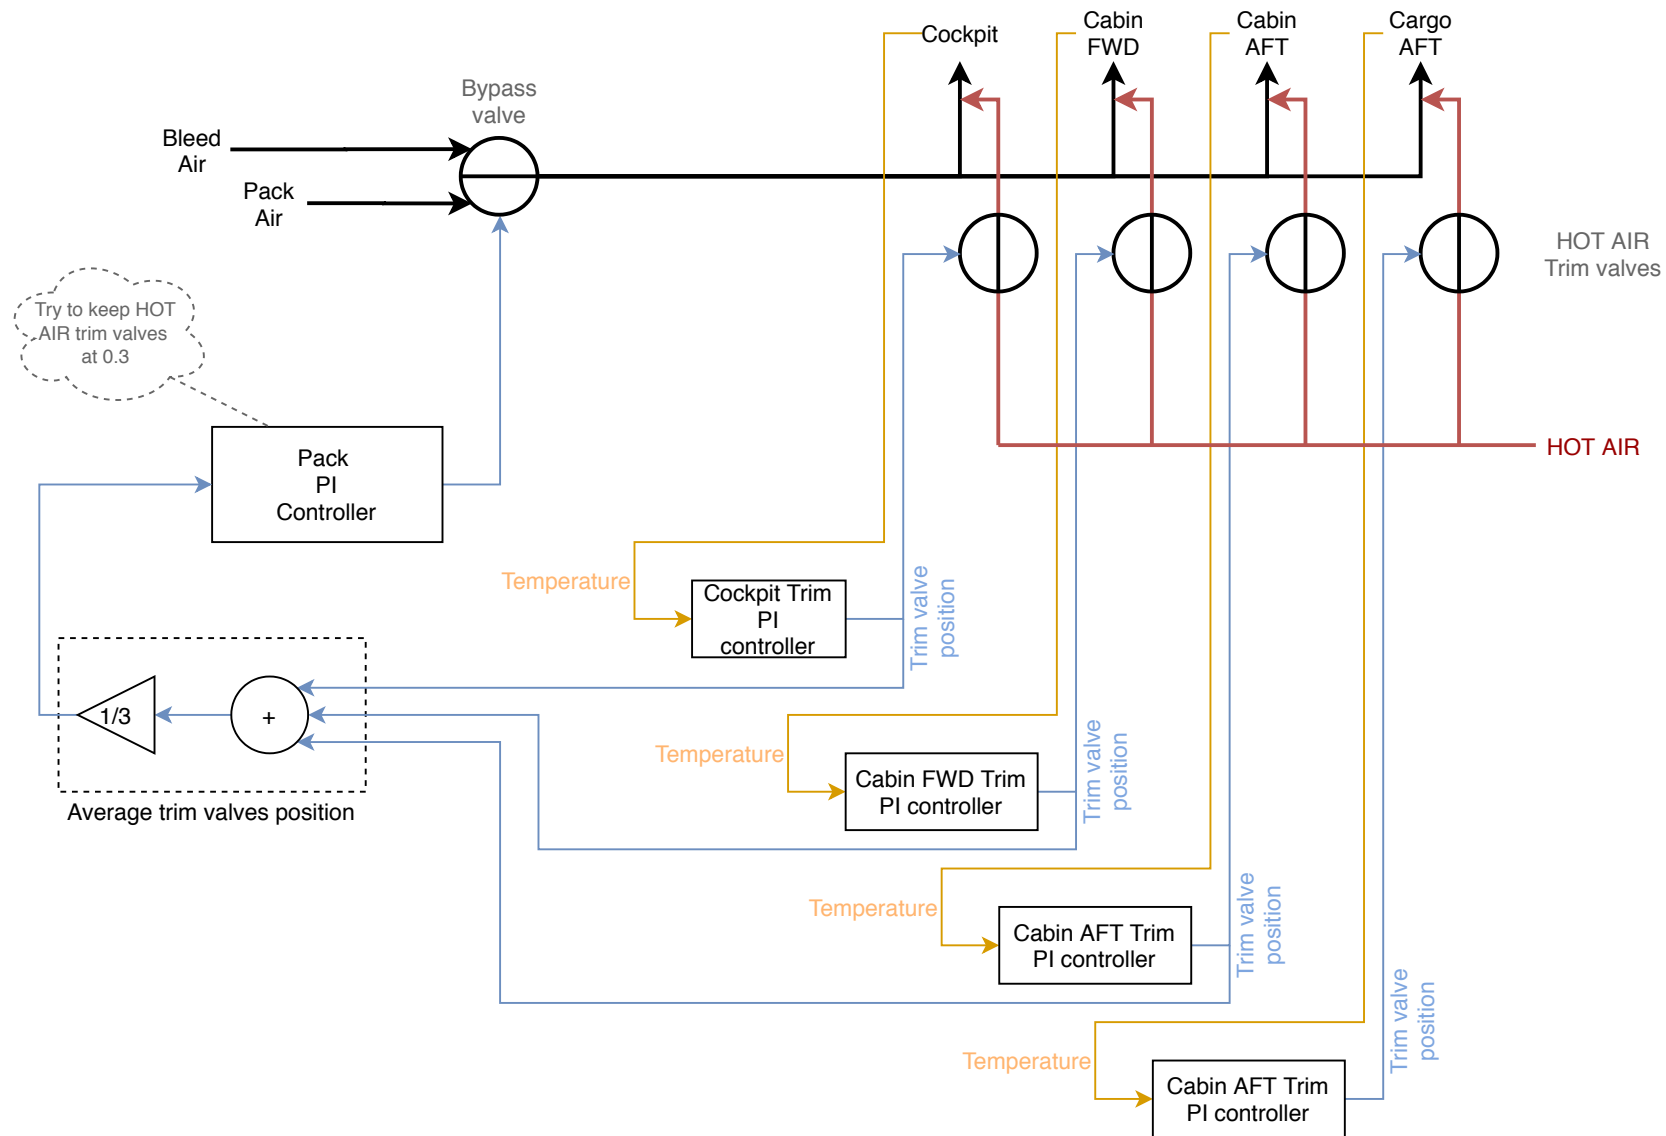 Cockpit
Cabin
FWD
Cabin
AFT
Cargo
AFT
Bypass
valve
Bleed
Air
Pack
Air
HOT AIR
Trim valves
Try to keep HOT
AIR trim valves
at 0.3
Pack
PI
Controller
HOT AIR
Temperature
Cockpit Trim
PI
controller
Trim valve
position
1/3
+
Average trim valves position
Temperature
Cabin FWD Trim
PI controller
Trim valve
position
Temperature
Cabin AFT Trim
PI controller
Trim valve
position
Temperature
Cabin AFT Trim
PI controller
Trim valve
position